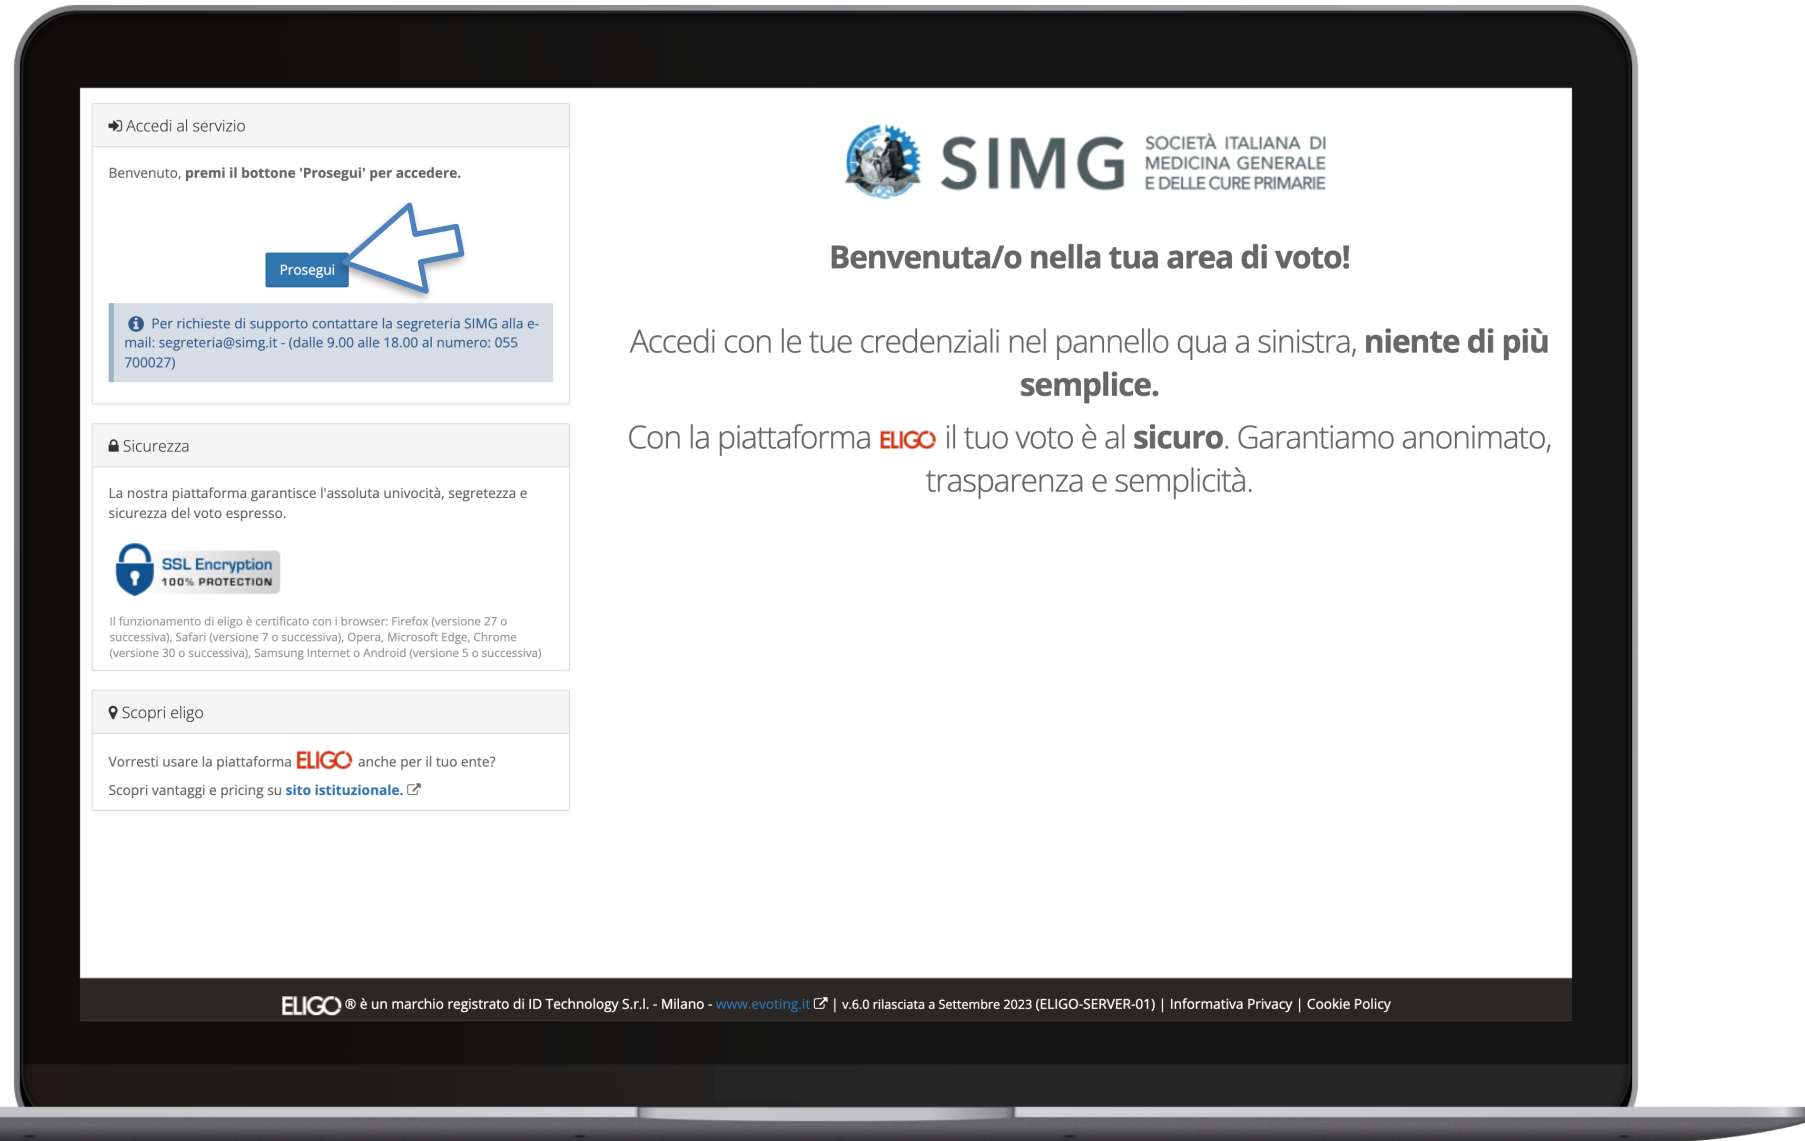 Accedi al servizio
Benvenuto, premi il bottone 'Prosegui' per accedere.
Prosegui
Per richieste di supporto contattare la segreteria SIMG alla e-
mail: segreteria@simg.it - (dalle 9.00 alle 18.00 al numero: 055
700027)
Sicurezza
La nostra piattaforma garantisce l'assoluta univocità, segretezza e
sicurezza del voto espresso.
SSL Encryption
100% PROTECTION
Il funzionamento di eligo è certificato con i browser: Firefox (versione 27 o
successiva), Safari (versione 7 o successiva), Opera, Microsoft Edge, Chrome
(versione 30 o successiva), Samsung Internet o Android (versione 5 o successiva)
Scopri eligo
Vorresti usare la piattaforma ELIGO anche per il tuo ente?
Scopri vantaggi e pricing su sito istituzionale.
SIMG
SOCIETÀ ITALIANA DI
MEDICINA GENERALE
E DELLE CURE PRIMARIE
Benvenuta/o nella tua area di voto!
Accedi con le tue credenziali nel pannello qua a sinistra, niente di più
semplice.
Con la piattaforma ELIGO il tuo voto è al sicuro. Garantiamo anonimato,
trasparenza e semplicità.
ELIGO ® è un marchio registrato di ID Technology S.r.l. - Milano - www.evoting.it | v.6.0 rilasciata a Settembre 2023 (ELIGO-SERVER-01) | Informativa Privacy | Cookie Policy